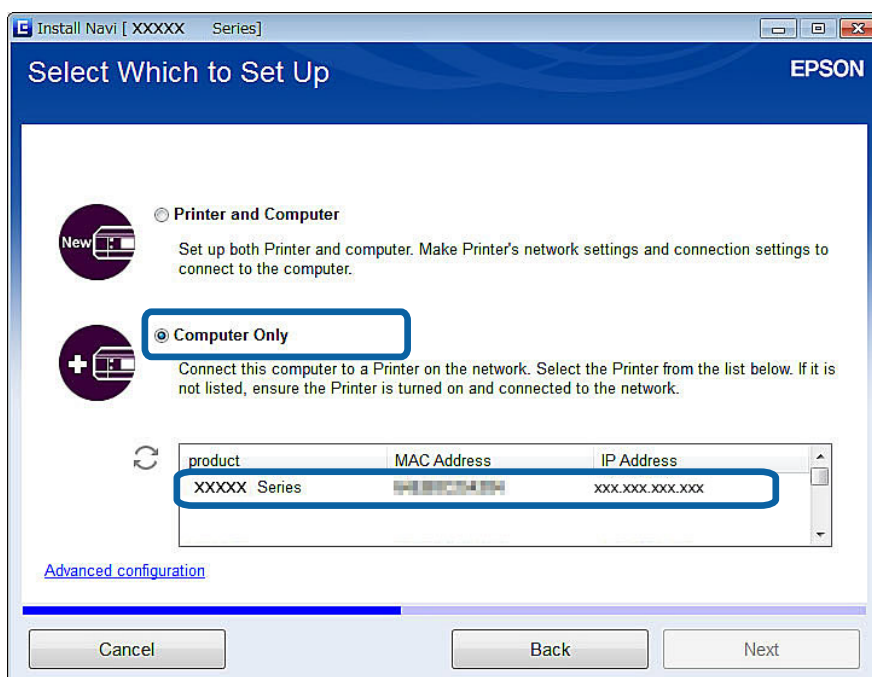 Install Navi [ XXXXX Series]
Select Which to Set Up
EPSON
New
Printer and Computer
Set up both Printer and computer. Make Printer's network settings and connection settings to
connect to the computer.
Computer Only
Connect this computer to a Printer on the network. Select the Printer from the list below. If it is
not listed, ensure the Printer is turned on and connected to the network.
product MAC Address IP Address
XXXXX Series xxx.xxx.xxx.xxx
Advanced configuration
Cancel Back Next